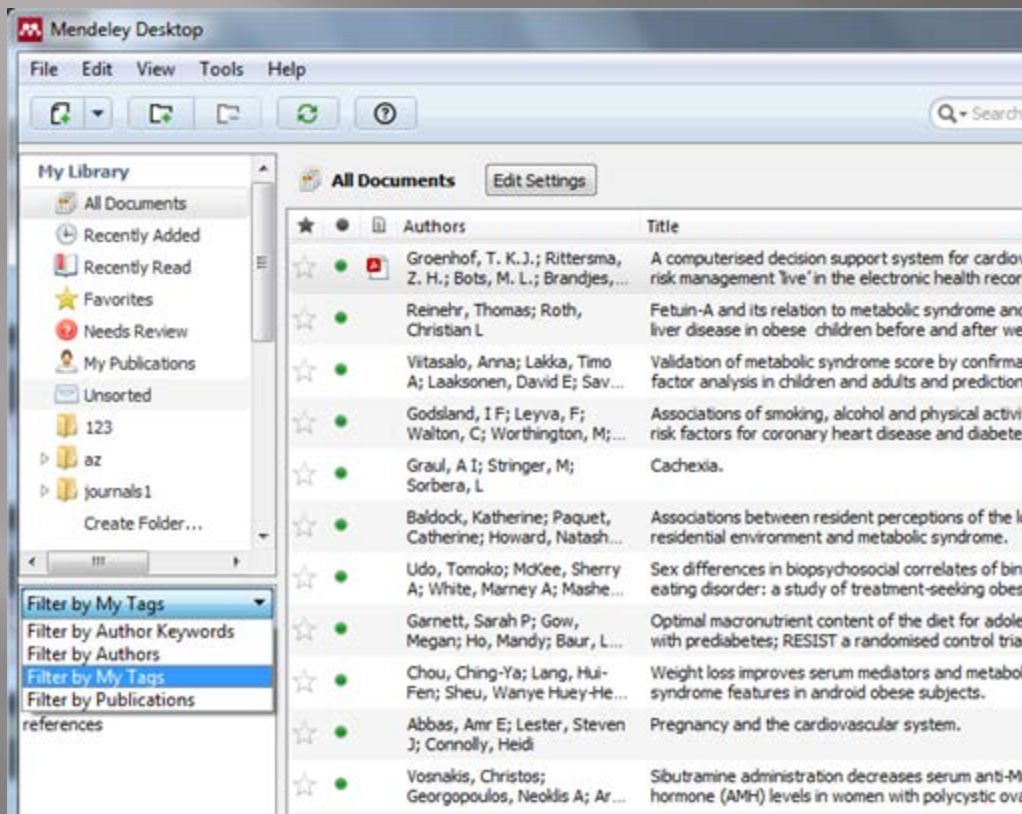 Mendeley Desktop
File Edit View Tools Help
Search
My Library
All Documents
Recently Added
Recently Read
Favorites
Needs Review
My Publications
Unsorted
123
az
journals1
Create Folder...
Filter by My Tags
Filter by Author Keywords
Filter by Authors
Filter by My Tags
Filter by Publications
references
All Documents Edit Settings
Authors Title
Groenhof, T. K.J.; Rittersma, A computerised decision support system for cardiov
Z. H.; Bots, M. L.; Brandjes,... risk management 'live' in the electronic health recor
Reinehr, Thomas; Roth, Fetuin-A and its relation to metabolic syndrome and
Christian L liver disease in obese children before and after we
Viitasalo, Anna; Lakka, Timo Validation of metabolic syndrome score by confirma
A; Laaksonen, David E; Sav... factor analysis in children and adults and prediction
Godsland, I F; Leyva, F; Associations of smoking, alcohol and physical activi
Walton, C; Worthington, M;... risk factors for coronary heart disease and diabete
Graul, A I; Stringer, M; Cachexia.
Sorbera, L
Baldock, Katherine; Paquet, Associations between resident perceptions of the lo
Catherine; Howard, Natash... residential environment and metabolic syndrome.
Udo, Tomoko; McKee, Sherry Sex differences in biopsychosocial correlates of bin
A; White, Marney A; Mashe... eating disorder: a study of treatment-seeking obes
Garnett, Sarah P; Gow, Optimal macronutrient content of the diet for adole
Megan; Ho, Mandy; Baur, L... with prediabetes; RESIST a randomised control tria
Chou, Ching-Ya; Lang, Hui- Weight loss improves serum mediators and metabol
Fen; Sheu, Wanye Huey-He... syndrome features in android obese subjects.
Abbas, Amr E; Lester, Steven Pregnancy and the cardiovascular system.
J; Connolly, Heidi
Vosnakis, Christos; Sibutramine administration decreases serum anti-Mu
Georgopoulos, Neoklis A; Ar... hormone (AMH) levels in women with polycystic ova